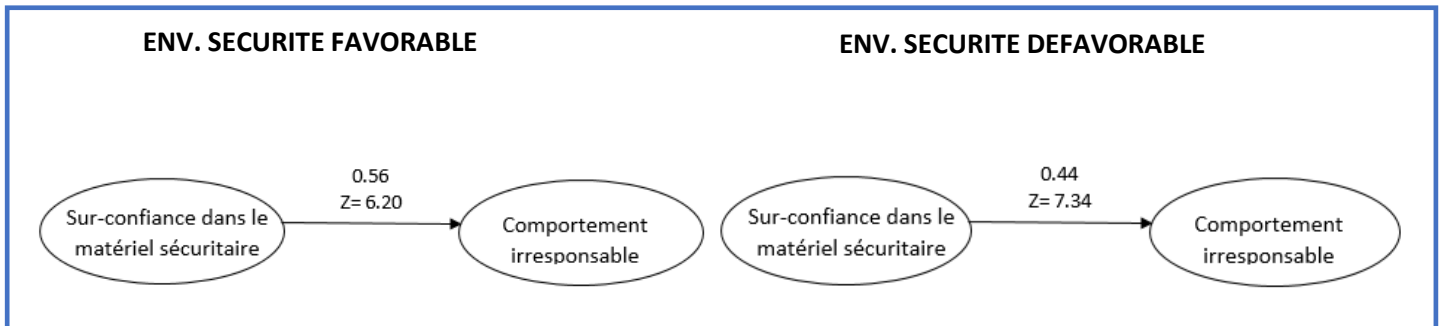 ENV. SECURITE FAVORABLE
0.56
Z= 6.20
Sur-confiance dans le
matériel sécuritaire
Comportement
irresponsable
ENV. SECURITE DEFAVORABLE
0.44
Z= 7.34
Sur-confiance dans le
matériel sécuritaire
Comportement
irresponsable